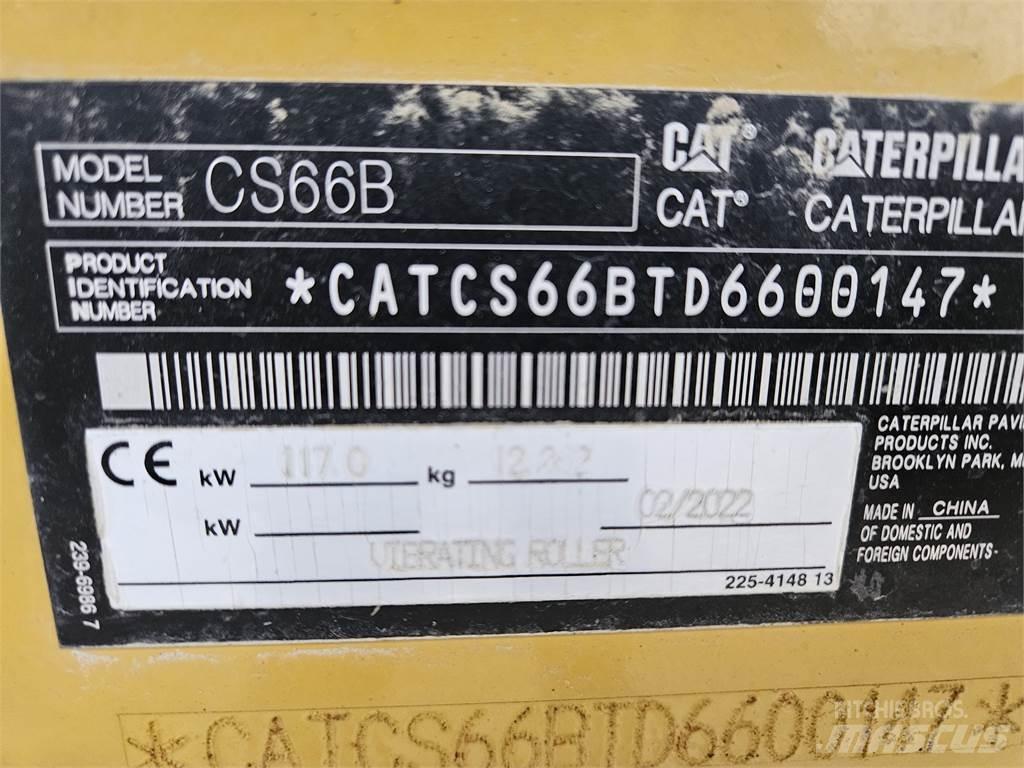 CAT® CATERPILLA
CAT® CATERPILLA
MODEL NUMBER CS66B
PRODUCT IDENTIFICATION NUMBER *CATCS66BTD6600147*
CATERPILLAR PAVI
PRODUCTS INC.
BROOKLYN PARK, M
USA
MADE IN CHINA
OF DOMESTIC AND
FOREIGN COMPONENTS-
CE kW 117.0 kg
kW 02/2022
VIBRATING ROLLER
225-4148 13
239-6986 7
*CATCS66BTD6600147*
RITCHIE BROS.
MASCUS